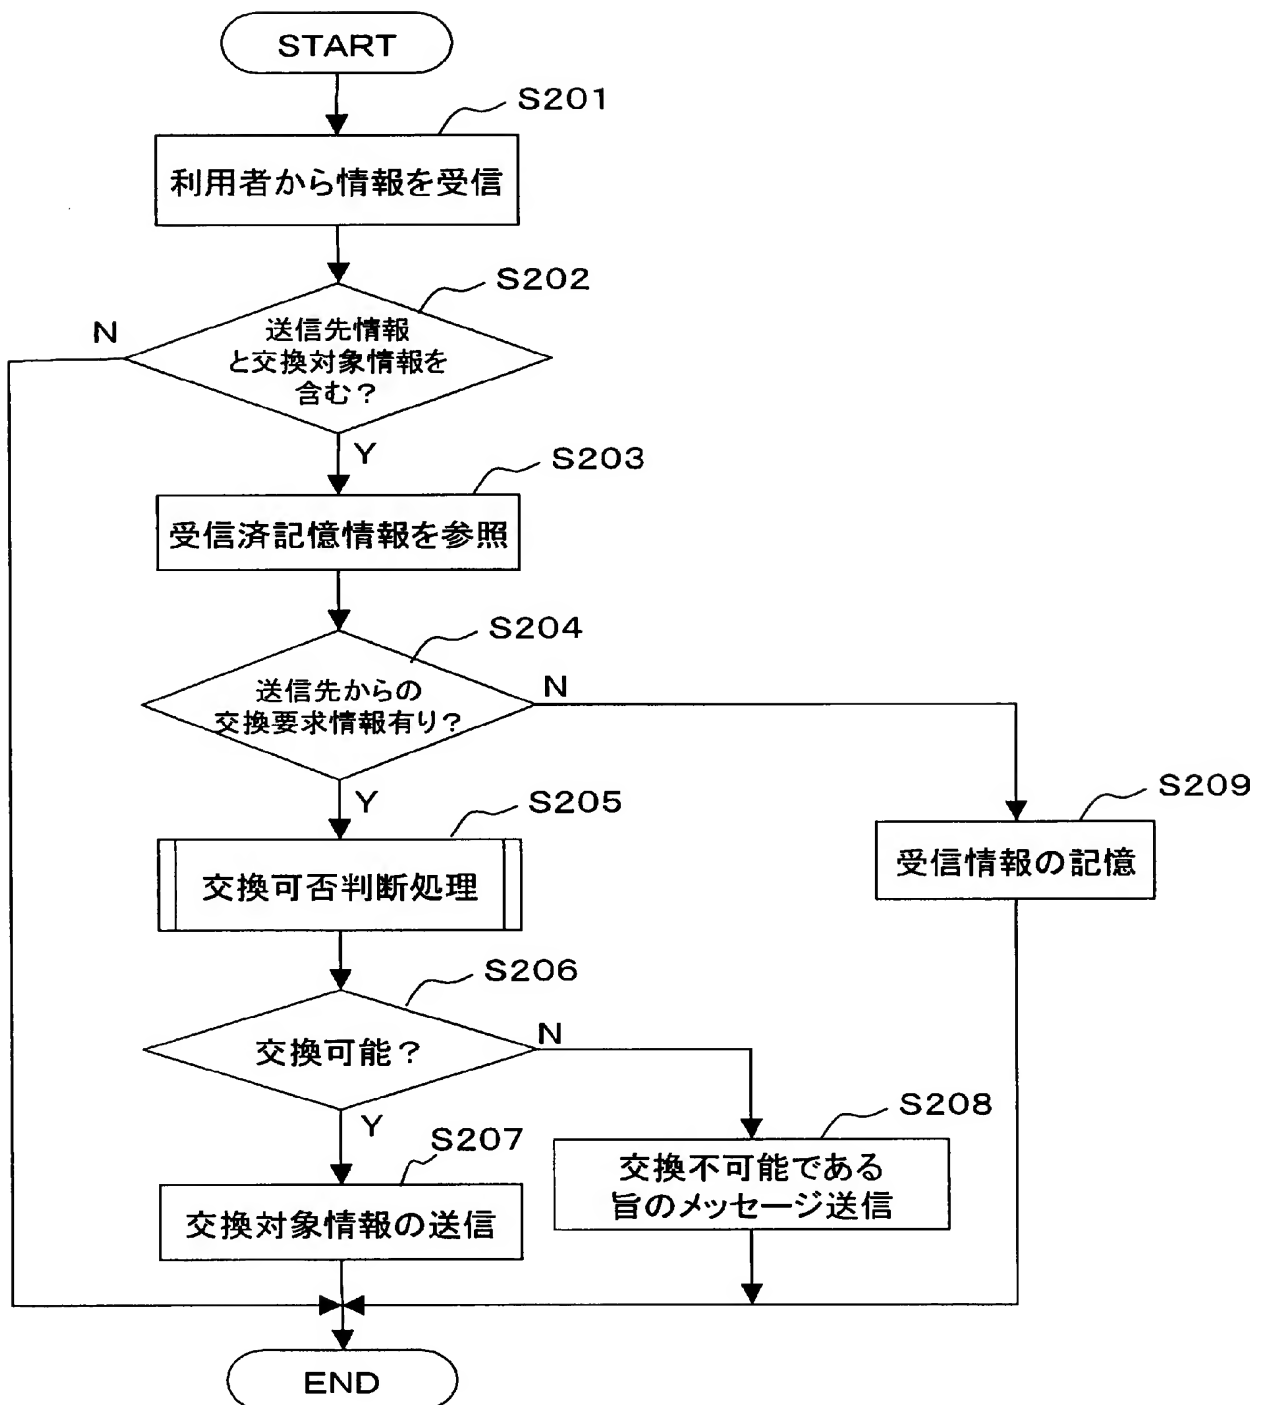 START
S201
利用者から情報を受信
S202
N
送信先情報
と交換対象情報を
含む？
Y
S203
受信済記憶情報を参照
S204
送信先からの
交換要求情報有り？
N
Y
S205
S209
交換可否判断処理
受信情報の記憶
S206
交換可能？
N
Y
S207
S208
交換対象情報の送信
交換不可能である
旨のメッセージ送信
END